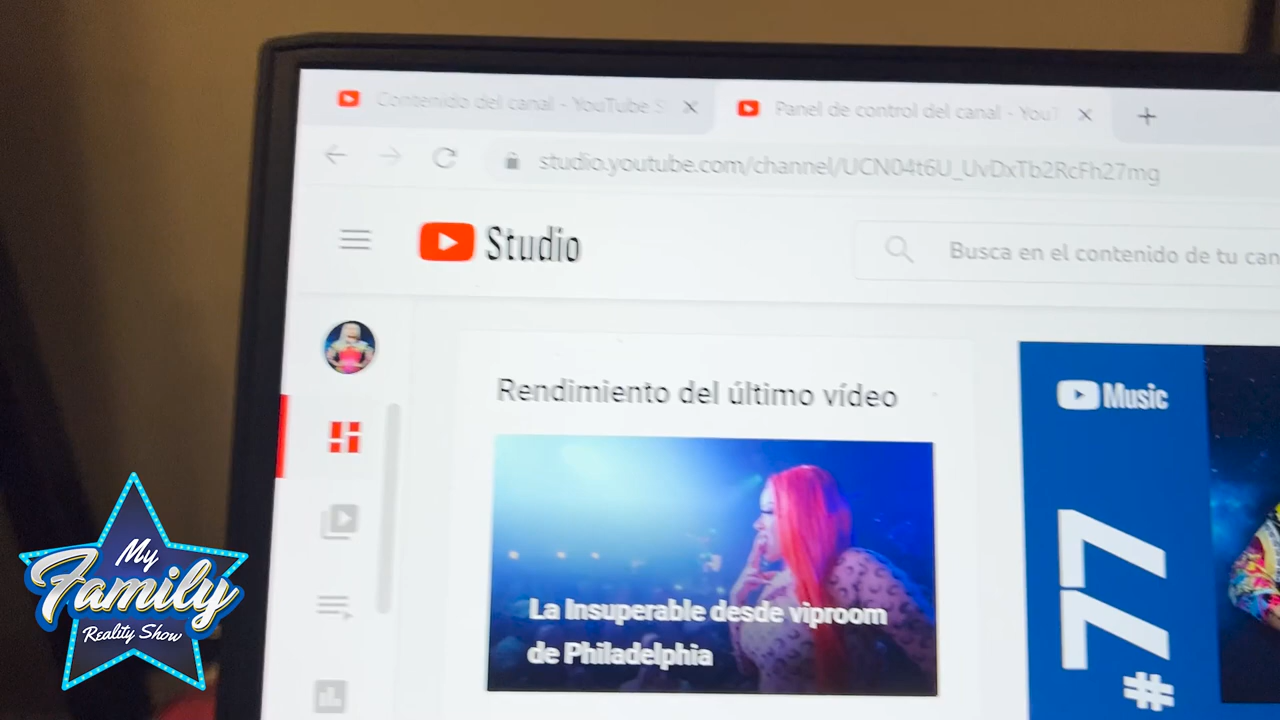 Contenido del canal - YouTube S
Panel de control del canal - YouT
studio.youtube.com/channel/UCN04t6U_UvDxTb2RcFh27mg
Studio
Busca en el contenido de tu can
Rendimiento del último vídeo
La Insuperable desde viproom
de Philadelphia
Music
#77
My
Family
Reality Show